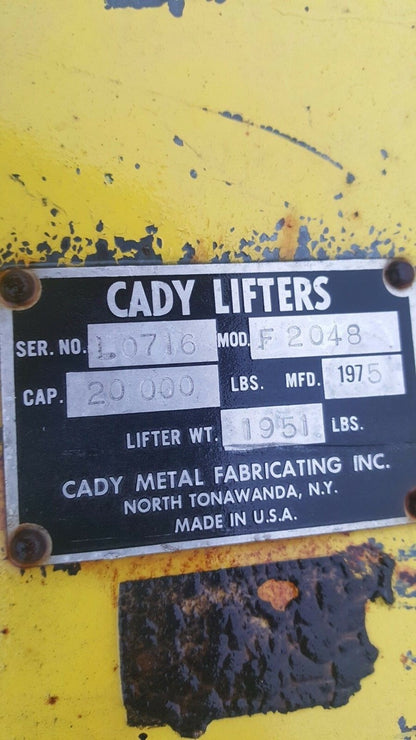 CADY LIFTERS
SER. NO. L0716 MOD. F 2048
CAP. 20 000 LBS. MFD. 1975
LIFTER WT. 1951 LBS.
CADY METAL FABRICATING INC.
NORTH TONAWANDA, N.Y.
MADE IN U.S.A.